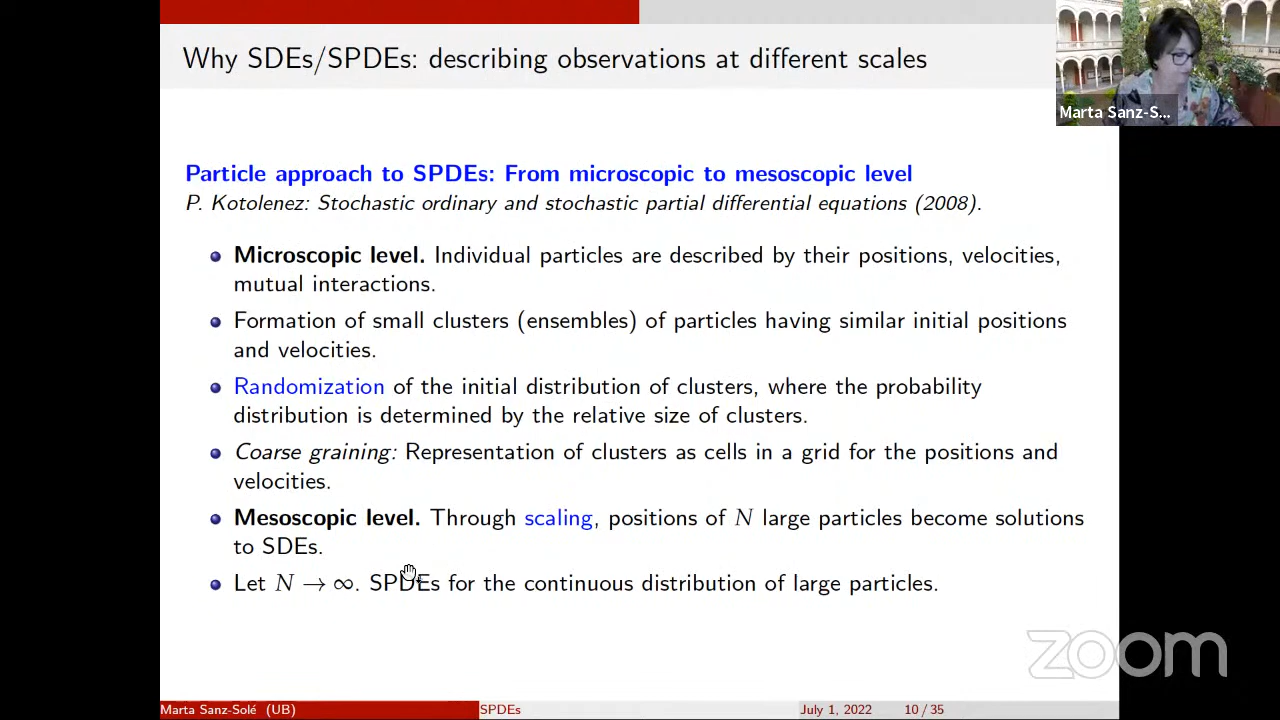 Why SDEs/SPDEs: describing observations at different scales
Marta Sanz-S...
Particle approach to SPDEs: From microscopic to mesoscopic level
P. Kotolenez: Stochastic ordinary and stochastic partial differential equations (2008).
Microscopic level. Individual particles are described by their positions, velocities,
mutual interactions.
Formation of small clusters (ensembles) of particles having similar initial positions
and velocities.
Randomization of the initial distribution of clusters, where the probability
distribution is determined by the relative size of clusters.
Coarse graining: Representation of clusters as cells in a grid for the positions and
velocities.
Mesoscopic level. Through scaling, positions of N large particles become solutions
to SDEs.
Let N → ∞. SPDEs for the continuous distribution of large particles.
zoom
Marta Sanz-Solé (UB) SPDEs July 1, 2022 10 / 35